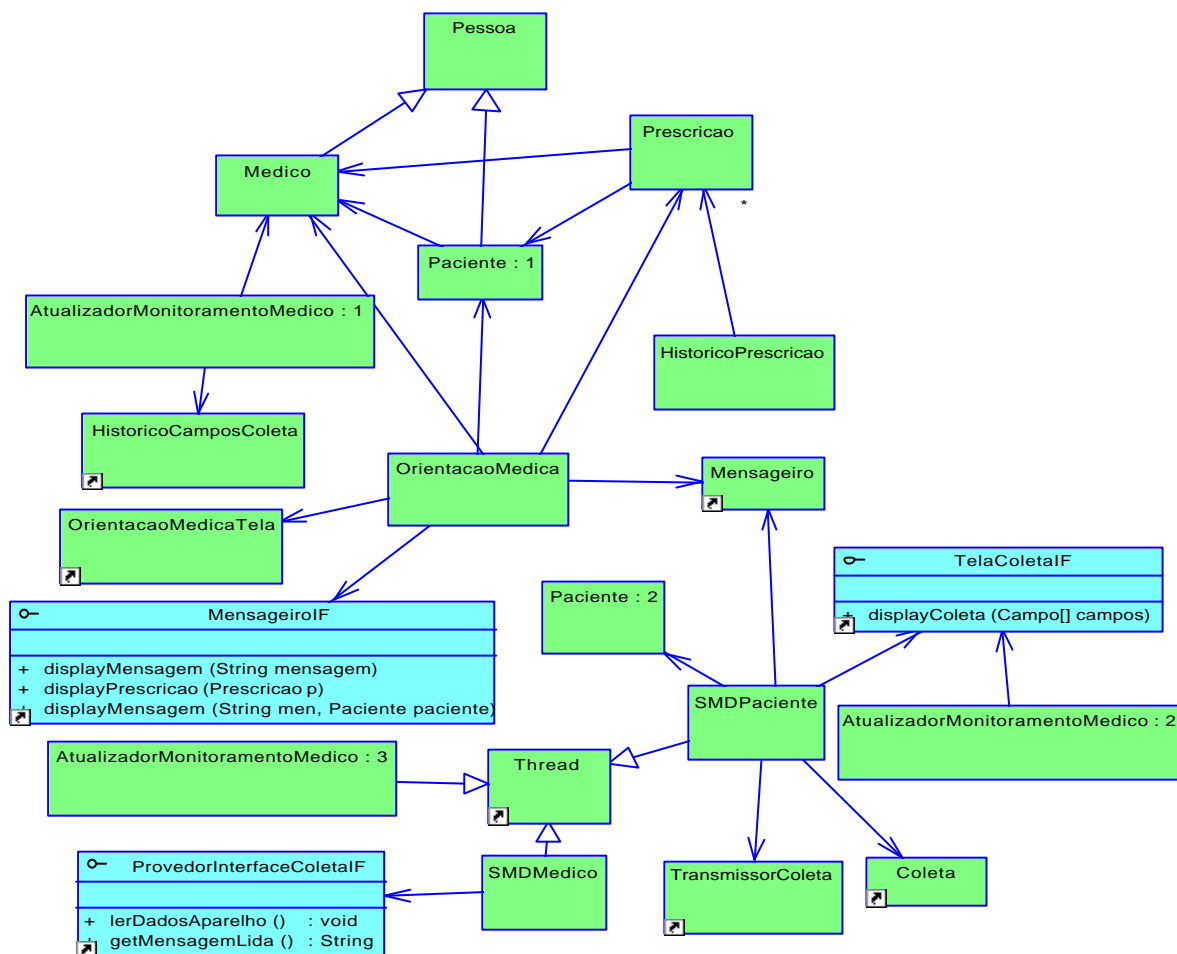 Pessoa
Prescricao
*
Medico
Paciente : 1
AtualizadorMonitoramentoMedico : 1
HistoricoPrescricao
HistoricoCamposColeta
OrientacaoMedica
Mensageiro
OrientacaoMedicaTela
TelaColetaIF
+ displayColeta (Campo[] campos)
Paciente : 2
MensageiroIF
+ displayMensagem (String mensagem)
+ displayPrescricao (Prescricao p)
+ displayMensagem (String men, Paciente paciente)
SMDPaciente
AtualizadorMonitoramentoMedico : 2
AtualizadorMonitoramentoMedico : 3
Thread
ProvedorInterfaceColetaIF
+ lerDadosAparelho () : void
+ getMensagemLida () : String
SMDMedico
TransmissorColeta
Coleta